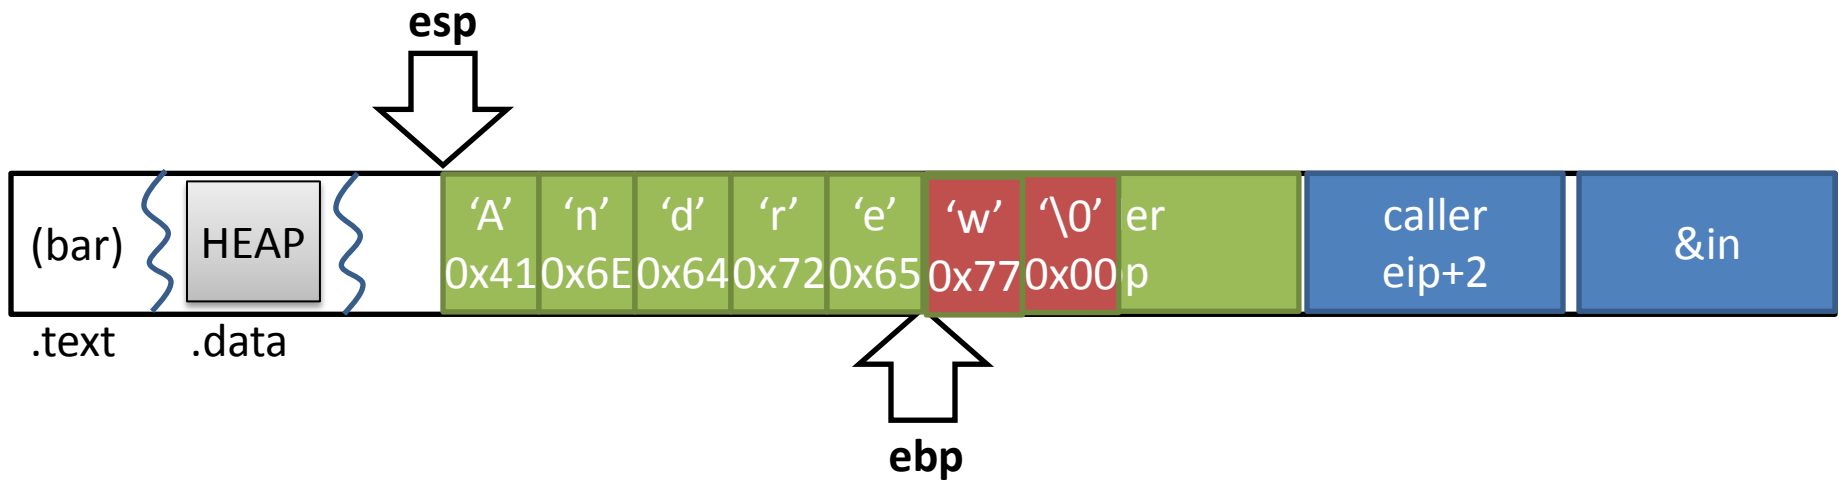 esp
(bar)
HEAP
‘A’ ‘n’ ‘d’ ‘r’ ‘e’ ‘w’ ‘\0’ er
0x41 0x6E 0x64 0x72 0x65 0x77 0x00 p
caller
eip+2
&in
.text .data
ebp